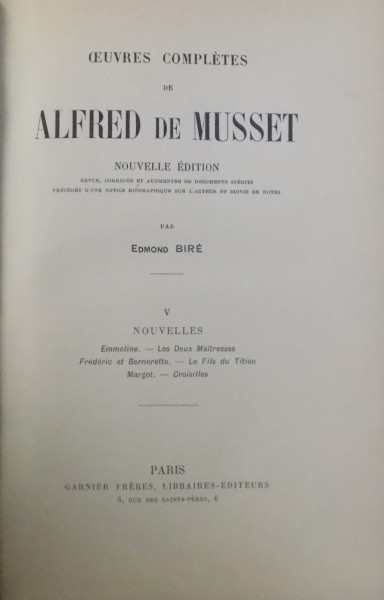 ŒUVRES COMPLÈTES
DE
ALFRED DE MUSSET
NOUVELLE ÉDITION
REVUE, CORRIGÉE ET AUGMENTÉE DE DOCUMENTS INÉDITS
PRÉCÉDÉE D'UNE NOTICE BIOGRAPHIQUE SUR L'AUTEUR ET SUIVIE DE NOTES
PAR
EDMOND BIRÉ
V
NOUVELLES
Emmeline. — Les Deux Maîtresses
Frédéric et Bernerette. — Le Fils du Titien
Margot. — Croisilles
PARIS
GARNIER FRÈRES, LIBRAIRES-ÉDITEURS
6, RUE DES SAINTS-PÈRES, 6